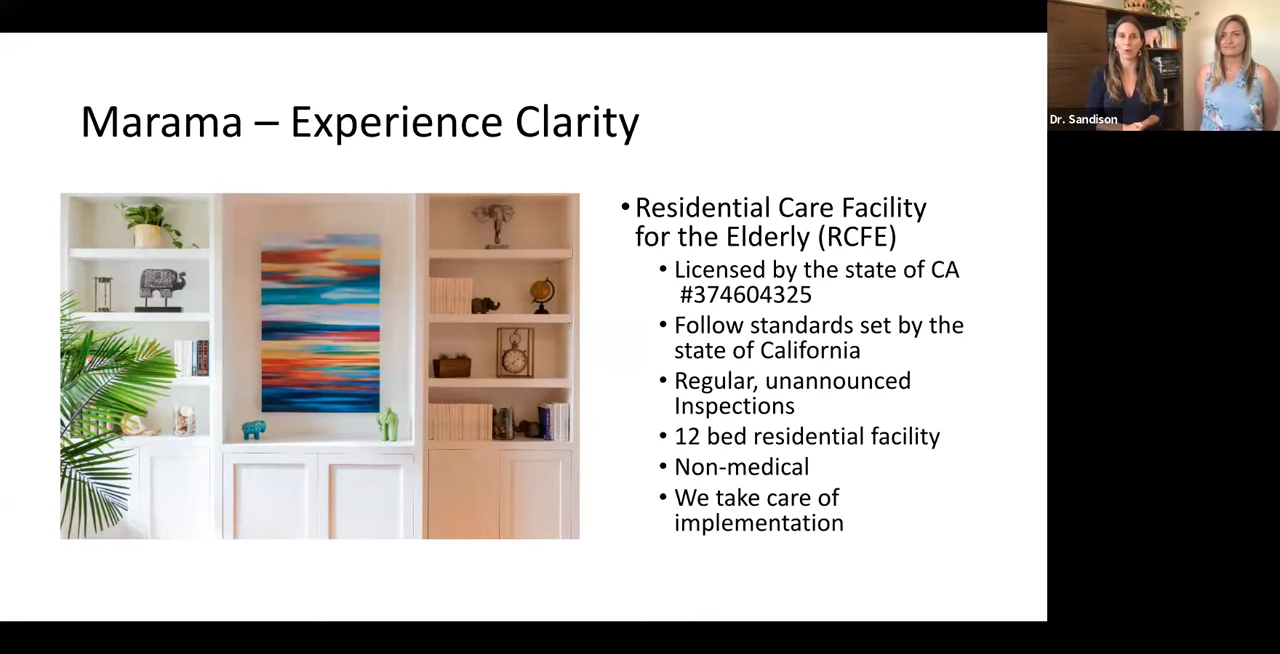 Marama – Experience Clarity
• Residential Care Facility
for the Elderly (RCFE)
• Licensed by the state of CA
#374604325
• Follow standards set by the
state of California
• Regular, unannounced
Inspections
• 12 bed residential facility
• Non-medical
• We take care of
implementation
Dr. Sandison